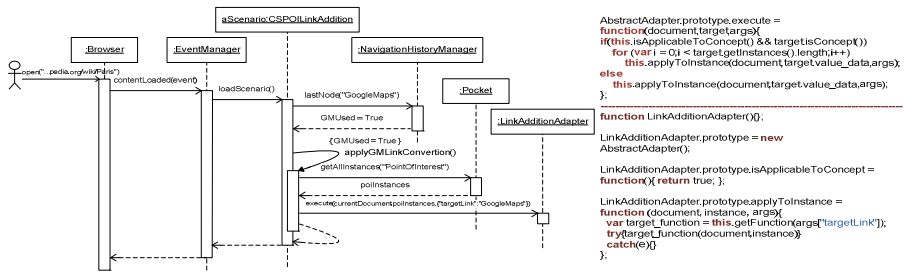 aScenario:CSPOILinkAddition
:Browser
:EventManager
:NavigationHistoryManager
:Pocket
:LinkAdditionAdapter
open("...pedia.org/wiki/Paris")
contentLoaded(event)
loadScenario()
lastNode("GoogleMaps")
GMUsed = True
{GMUsed = True}
applyGMLinkConvertion()
getAllInstances("PointOfInterest")
poiInstances
execute(currentDocument,poiInstances,{"targetLink":"GoogleMaps"})
AbstractAdapter.prototype.execute =
function(document,target,args){
if(this.isApplicableToConcept() && target.isConcept())
for (var i = 0;i < target.getInstances().length;i++)
this.applyToInstance(document,target.value_data,args);
else
this.applyToInstance(document,target.value_data,args);
};
function LinkAdditionAdapter(){};
LinkAdditionAdapter.prototype = new
AbstractAdapter();
LinkAdditionAdapter.prototype.isApplicableToConcept =
function(){ return true; };
LinkAdditionAdapter.prototype.applyToInstance =
function (document, instance, args){
var target_function = this.getFunction(args["targetLink"]);
try{target_function(document,instance)}
catch(e){}
};